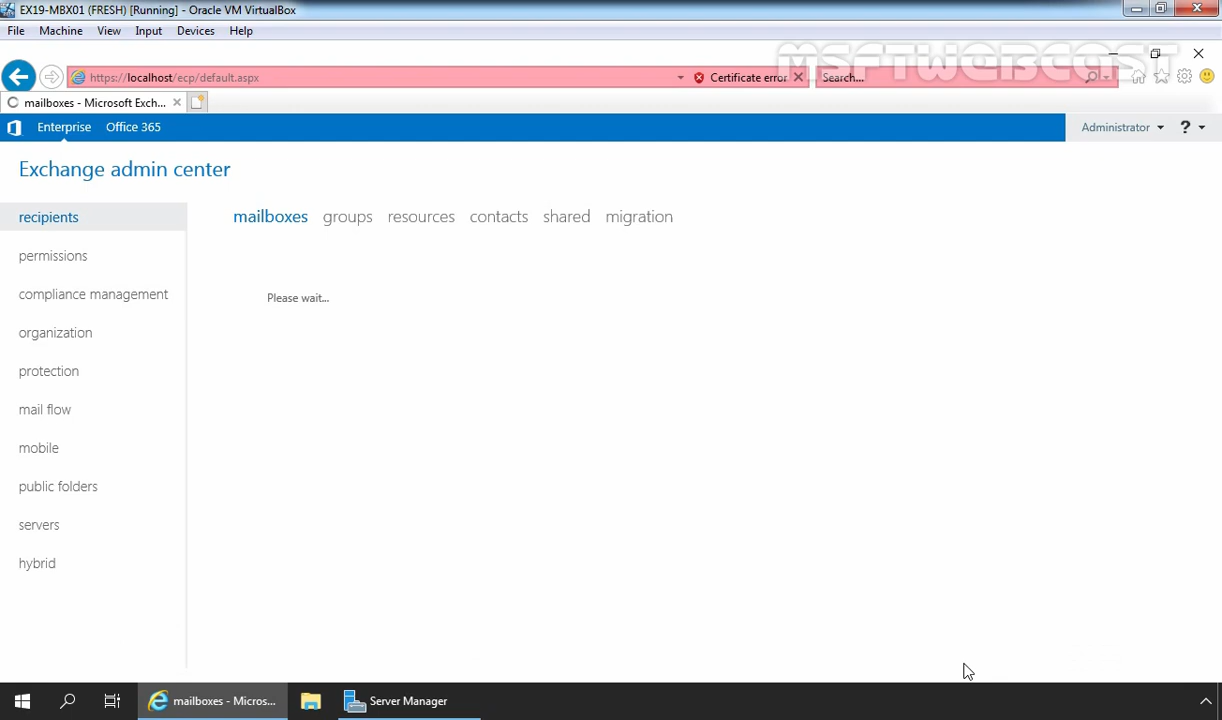 EX19-MBX01 (FRESH) [Running] - Oracle VM VirtualBox
File Machine View Input Devices Help
MSFTWEBCAST
https://localhost/ecp/default.aspx Certificate error Search...
mailboxes - Microsoft Exch...
Enterprise Office 365 Administrator ?
Exchange admin center
recipients
mailboxes groups resources contacts shared migration
permissions
compliance management
Please wait...
organization
protection
mail flow
mobile
public folders
servers
hybrid
mailboxes - Micros... Server Manager